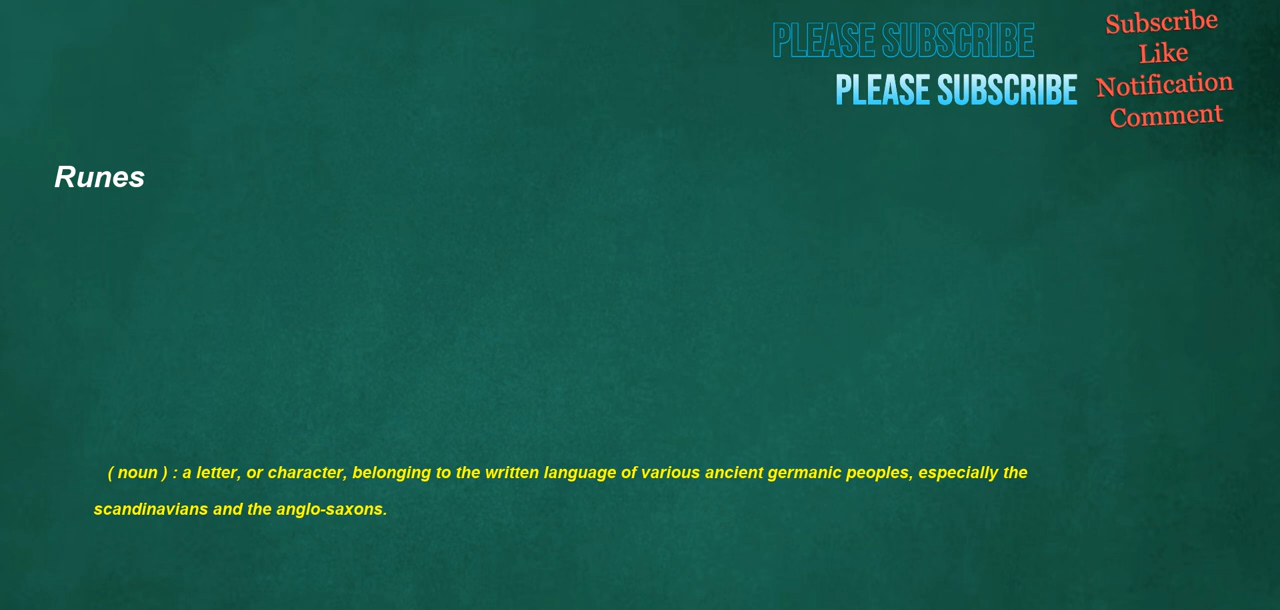 PLEASE SUBSCRIBE
PLEASE SUBSCRIBE
Subscribe
Like
Notification
Comment
Runes
( noun ) : a letter, or character, belonging to the written language of various ancient germanic peoples, especially the
scandinavians and the anglo-saxons.